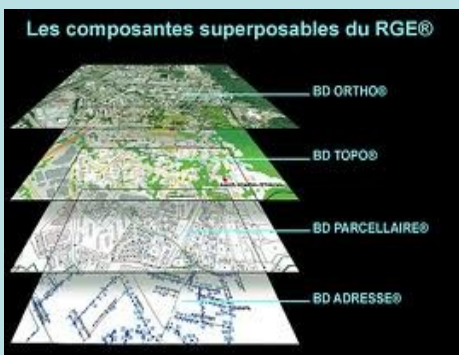 Les composantes superposables du RGE®
BD ORTHO®
BD TOPO®
BD PARCELLAIRE®
BD ADRESSE®